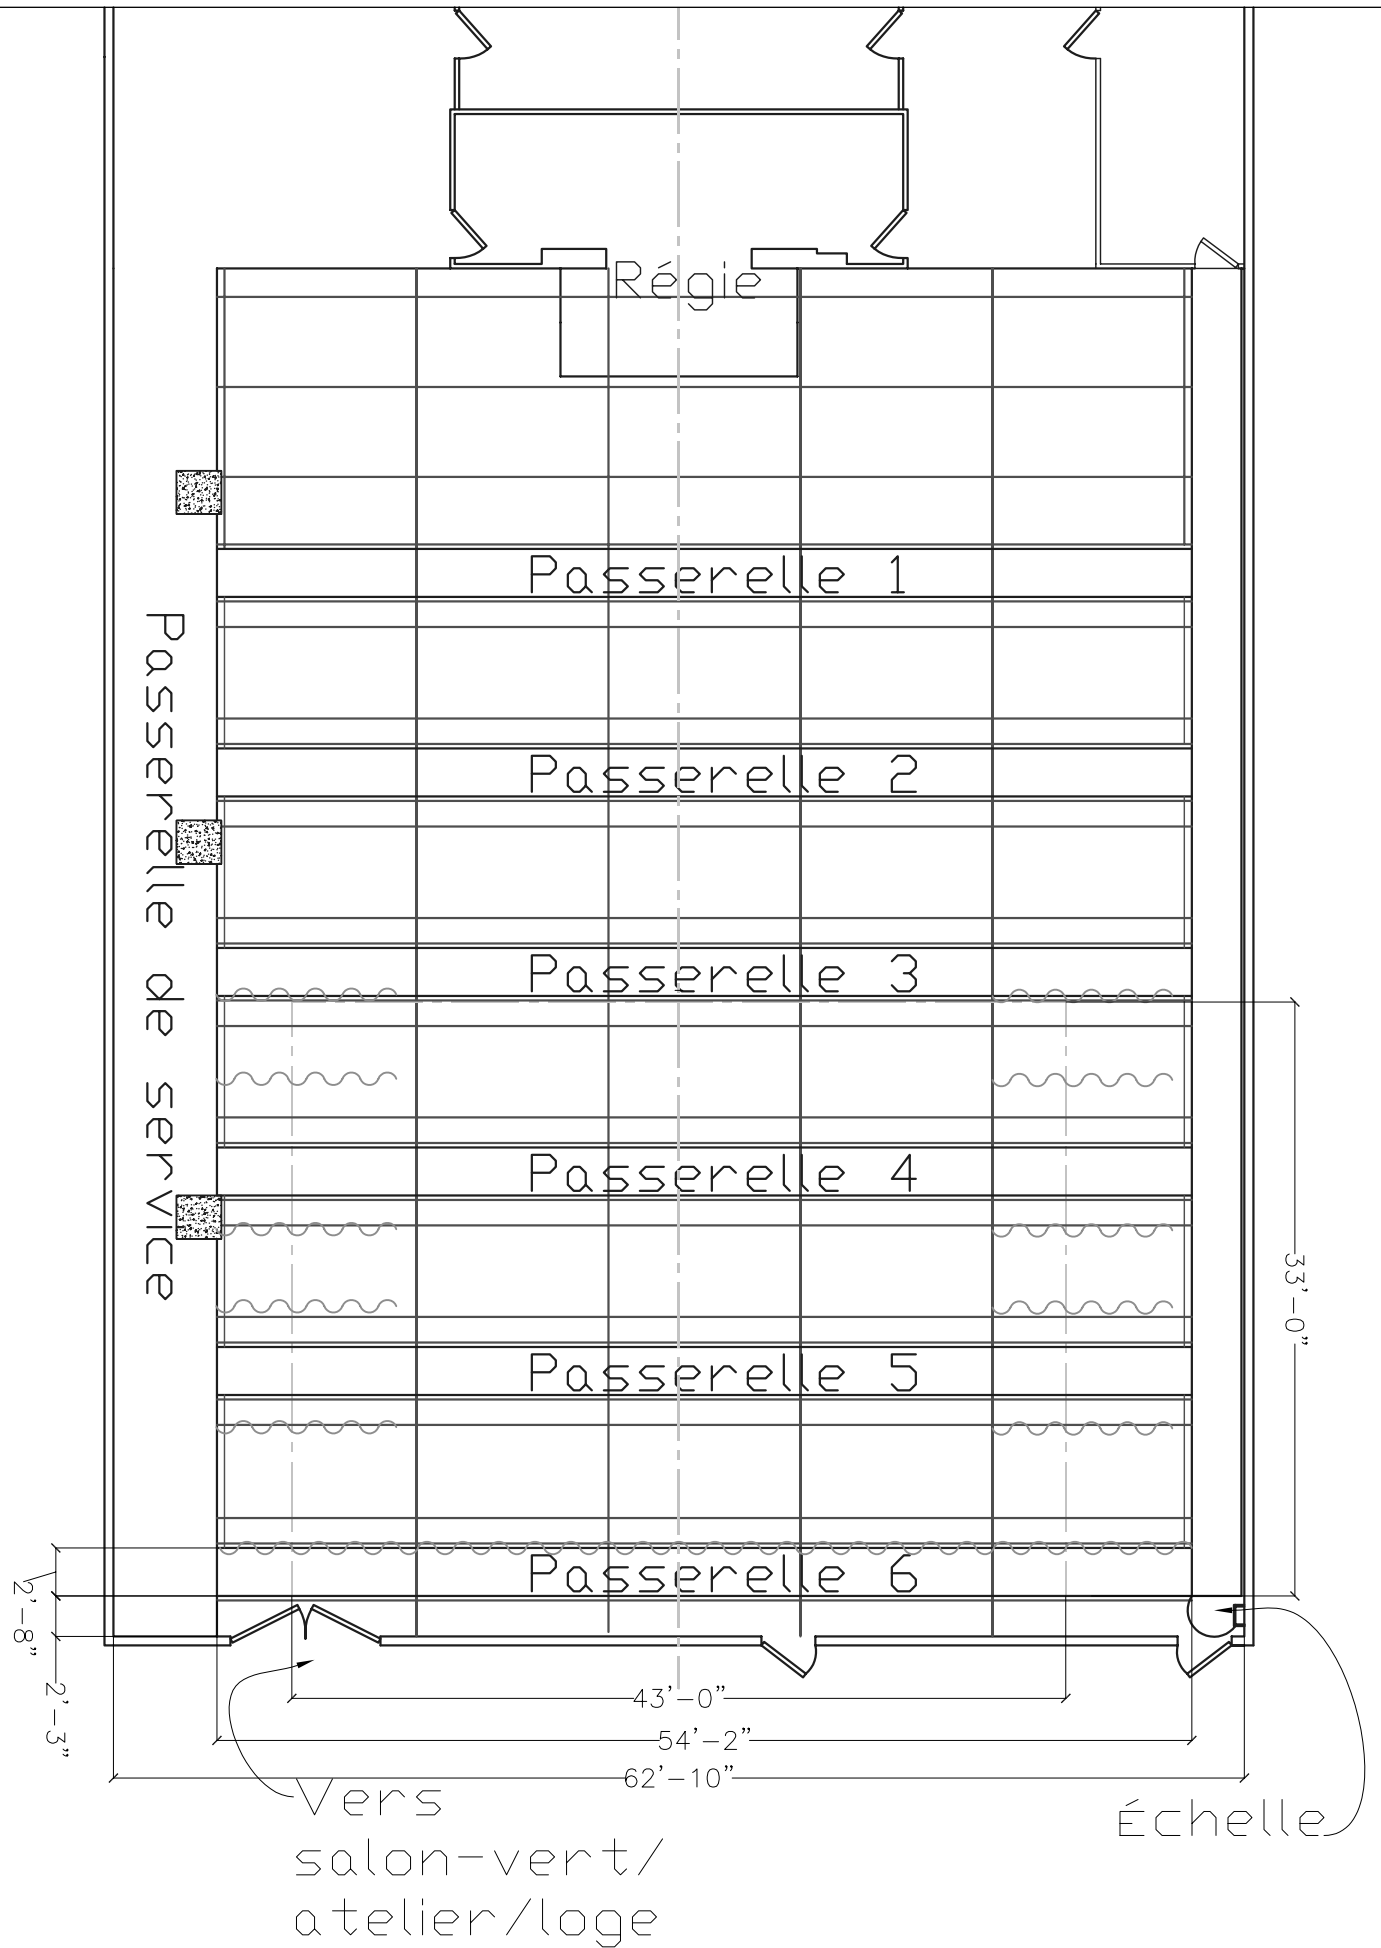 Régie
Passerelle 1
Passerelle 2
Passerelle 3
Passerelle 4
Passerelle 5
Passerelle 6
Passerelle de service
33'-0"
2'-8"
2'-3"
43'-0"
54'-2"
62'-10"
Vers
salon-vert/
atelier/loge
Échelle